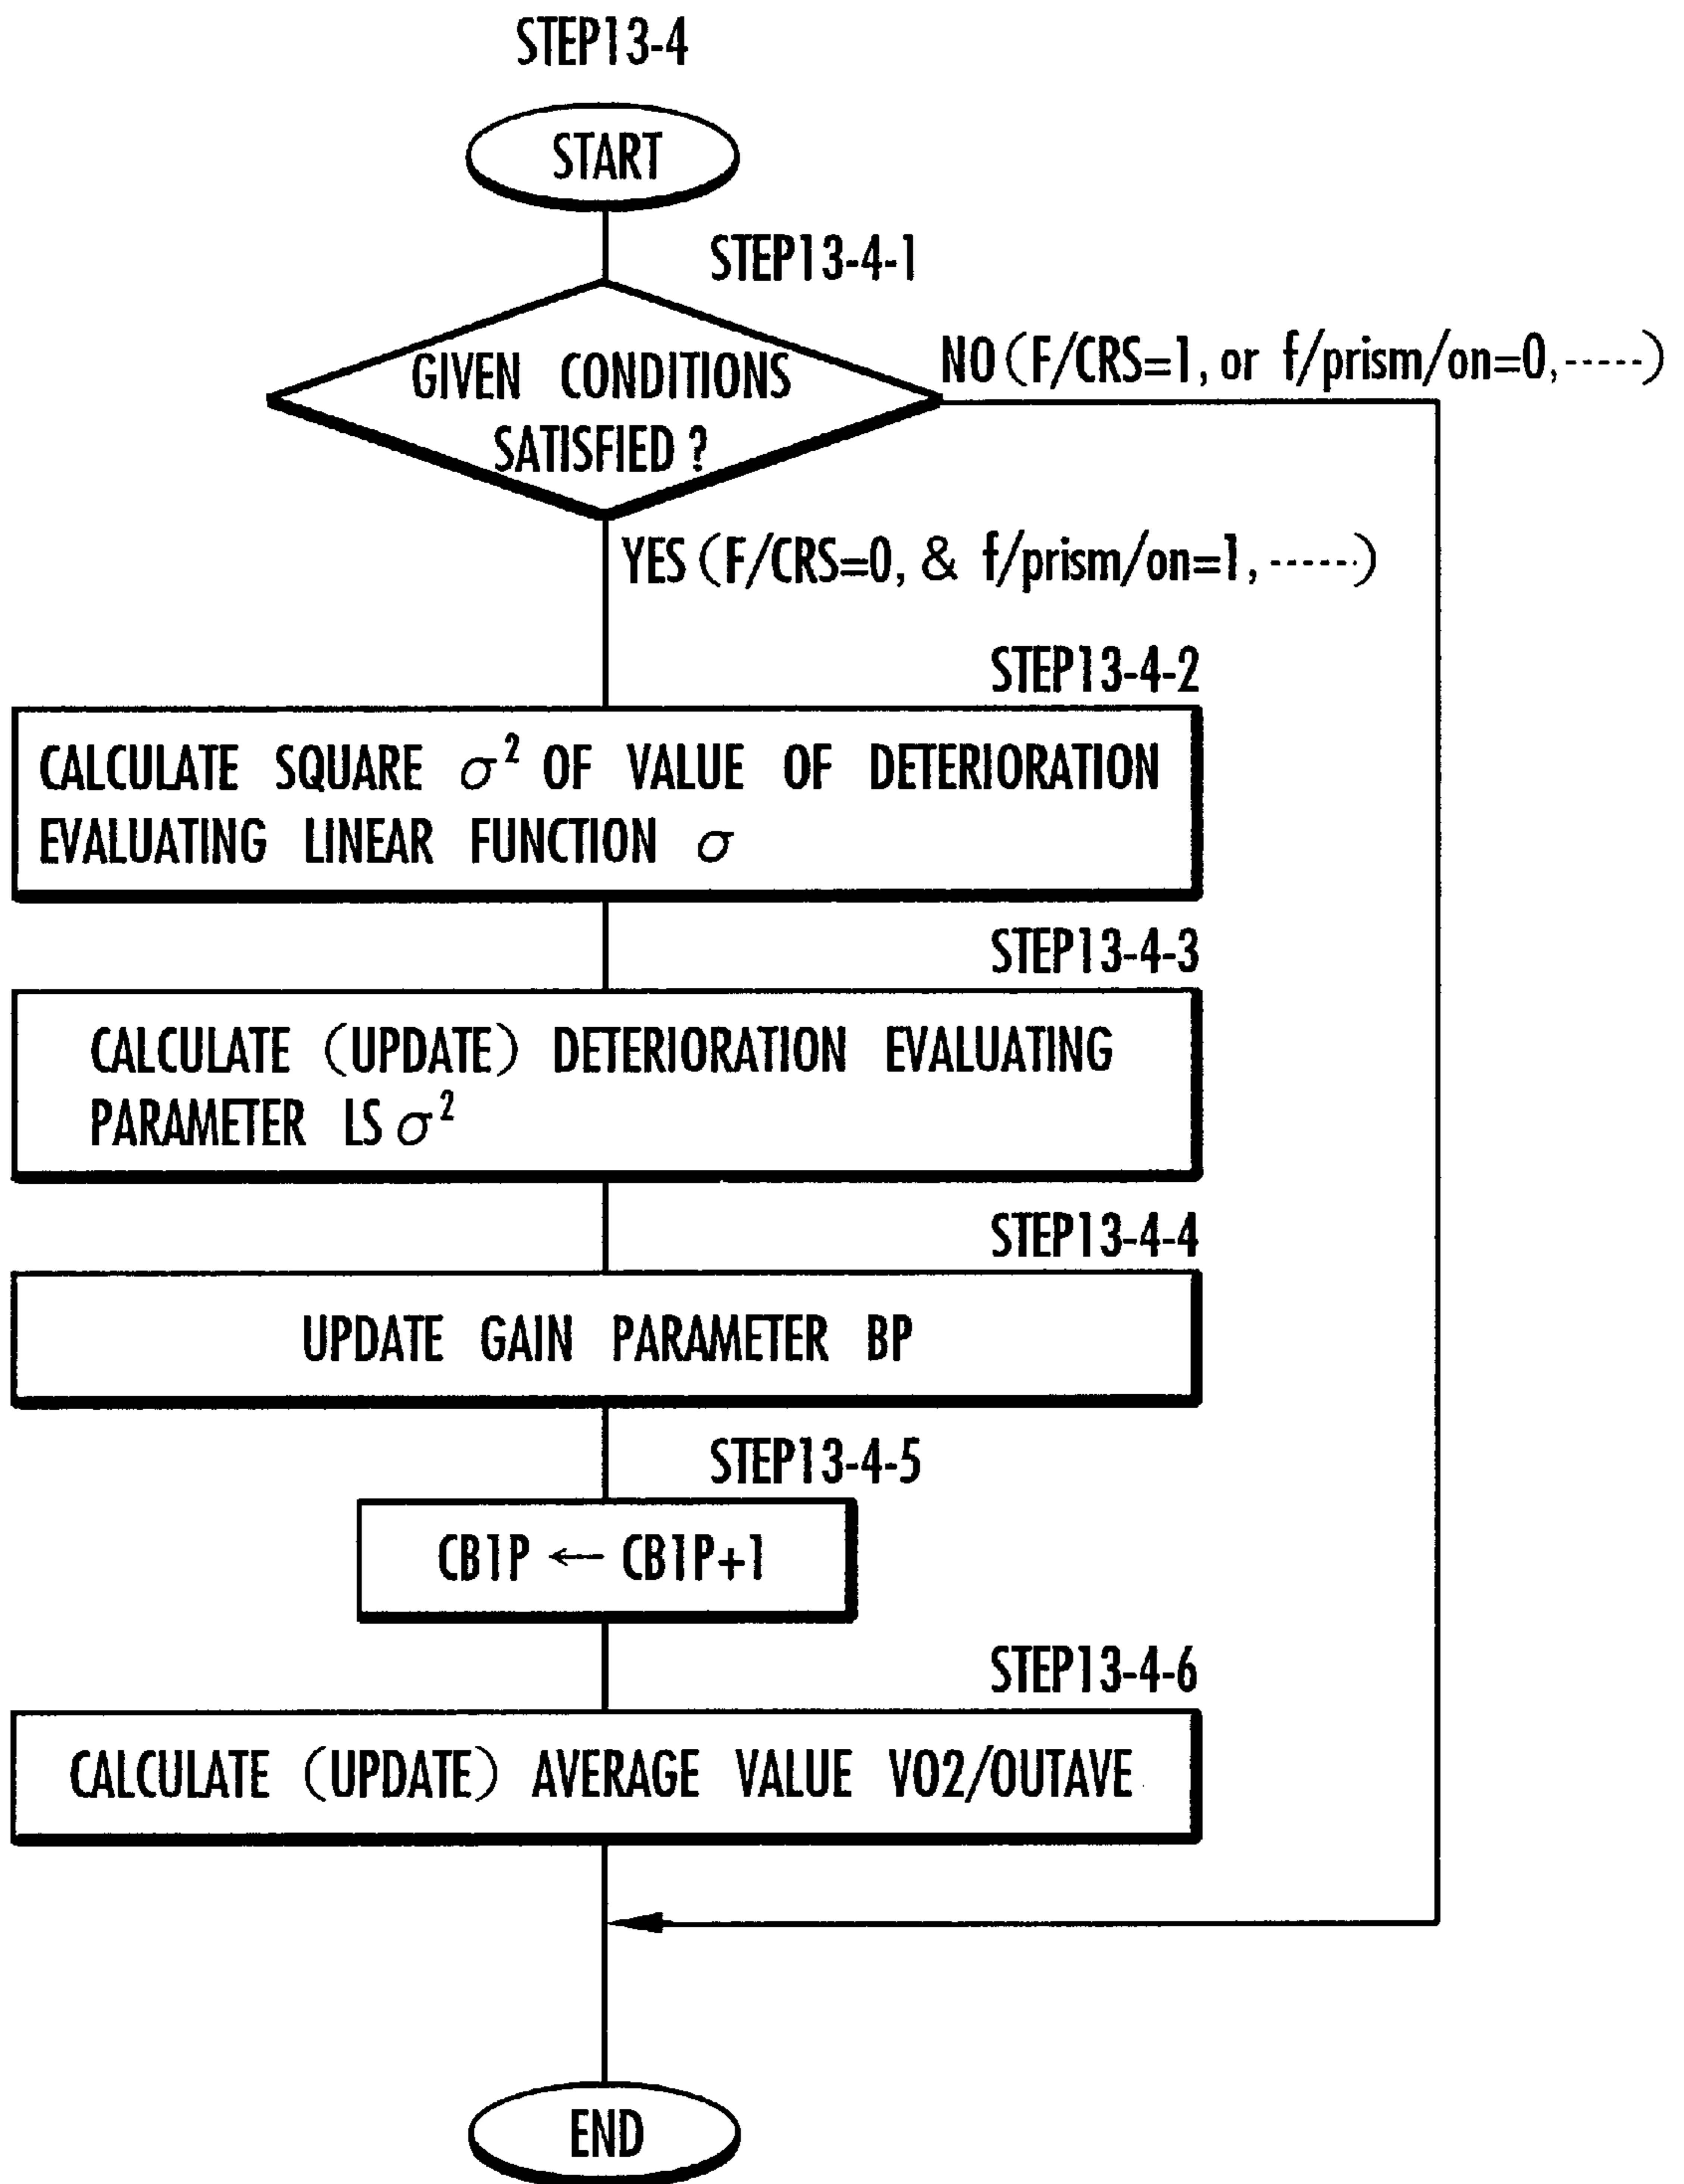 STEP13-4
START
STEP13-4-1
GIVEN CONDITIONS
SATISFIED ?
NO (F/CRS=1, or f/prism/on=0, -----)
YES (F/CRS=0, & f/prism/on=1, ------)
STEP13-4-2
CALCULATE SQUARE σ² OF VALUE OF DETERIORATION
EVALUATING LINEAR FUNCTION σ
STEP13-4-3
CALCULATE (UPDATE) DETERIORATION EVALUATING
PARAMETER LS σ²
STEP13-4-4
UPDATE GAIN PARAMETER BP
STEP13-4-5
CB1P ← CB1P+1
STEP13-4-6
CALCULATE (UPDATE) AVERAGE VALUE VO2/OUTAVE
END